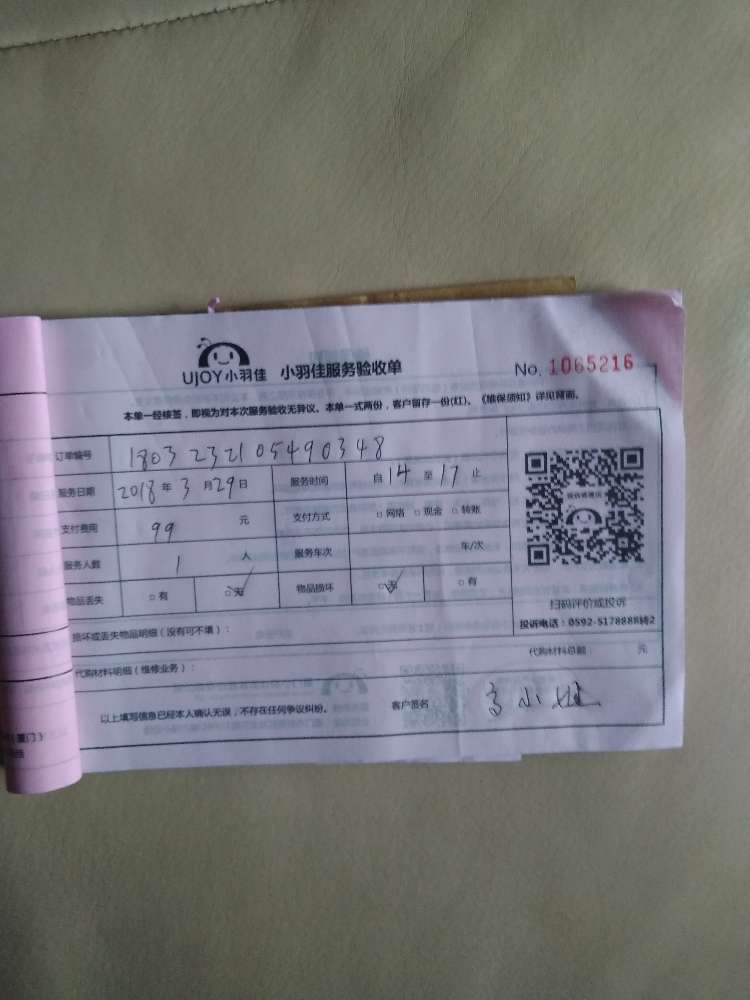 UJOY小羽佳 小羽佳服务验收单 No. 1065216
本单一经核签，即视为对本次服务验收无异议。本单一式两份，客户留存一份(红)。《维保须知》详见背面。
订单编号 18032321054903 48
服务日期 2018年3月29日 服务时间 自14至17止
支付费用 99 元 支付方式 □网络 □现金 □转账
服务人数 1 人 服务车次 车/次
物品丢失 □有 □无 物品损坏 □无 □有
扫码评价或投诉
投诉电话：0592-5178888转2
损坏或丢失物品明细（没有可不填）：
代购材料明细（维修业务）： 代购材料总额： 元
以上填写信息已经本人确认无误，不存在任何争议纠纷。 客户签名 小
厦门）